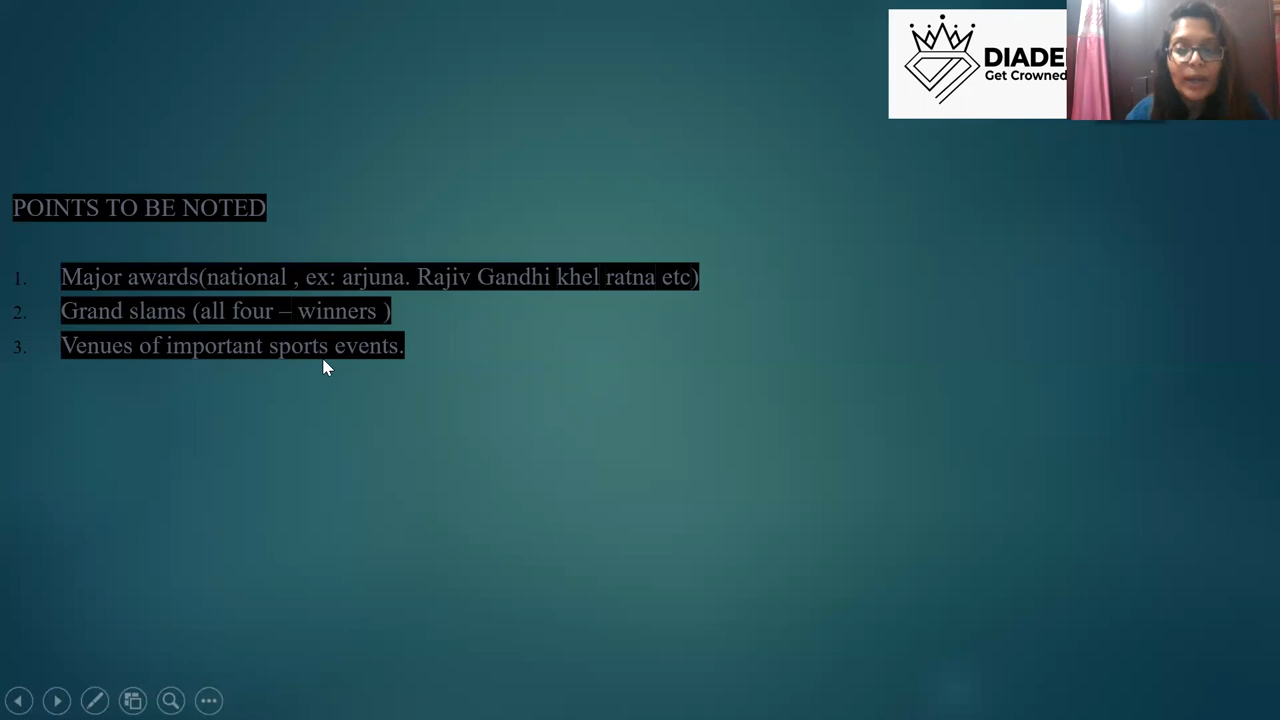 DIADE
Get Crowned
POINTS TO BE NOTED
1. Major awards(national , ex: arjuna. Rajiv Gandhi khel ratna etc)
2. Grand slams (all four – winners )
3. Venues of important sports events.